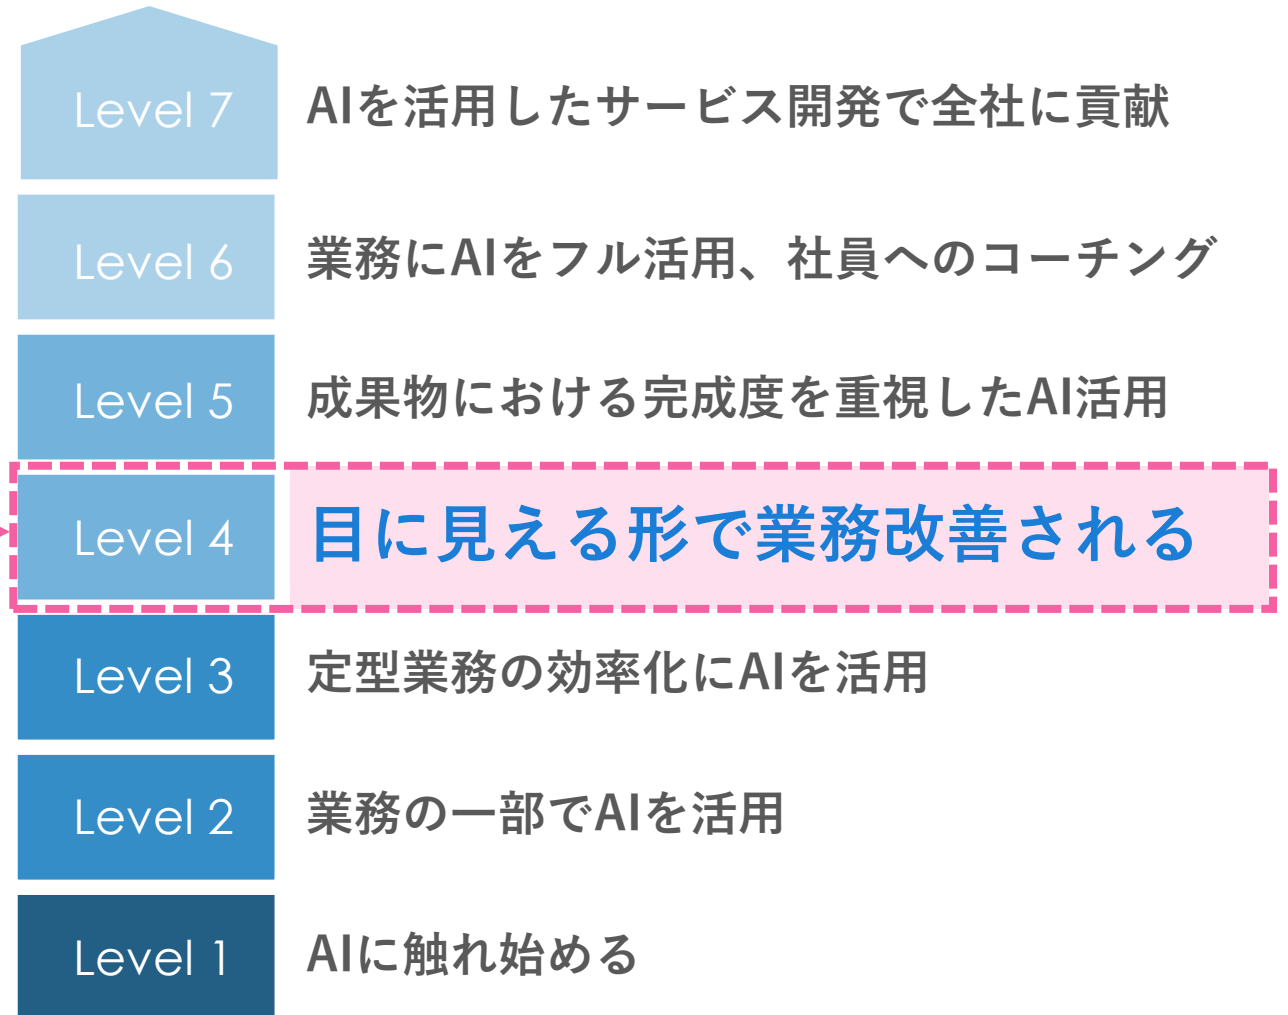 Level 7 AIを活用したサービス開発で全社に貢献
Level 6 業務にAIをフル活用、社員へのコーチング
Level 5 成果物における完成度を重視したAI活用
Level 4 目に見える形で業務改善される
Level 3 定型業務の効率化にAIを活用
Level 2 業務の一部でAIを活用
Level 1 AIに触れ始める